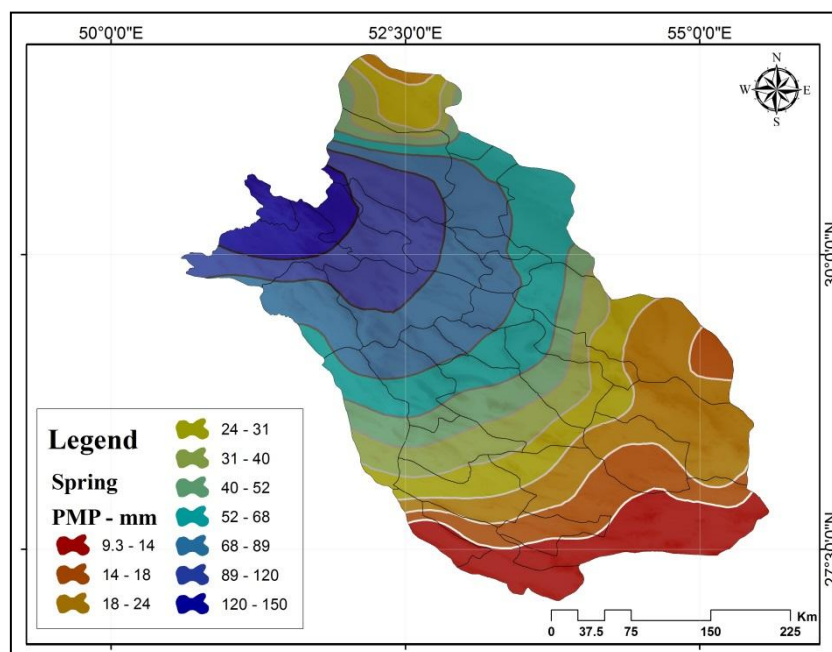 50°0'0"E
52°30'0"E
55°0'0"E
N
W E
S
30°0'0"N
27°30'0"N
Legend
Spring
PMP - mm
9.3 - 14
14 - 18
18 - 24
24 - 31
31 - 40
40 - 52
52 - 68
68 - 89
89 - 120
120 - 150
Km
0 37.5 75 150 225